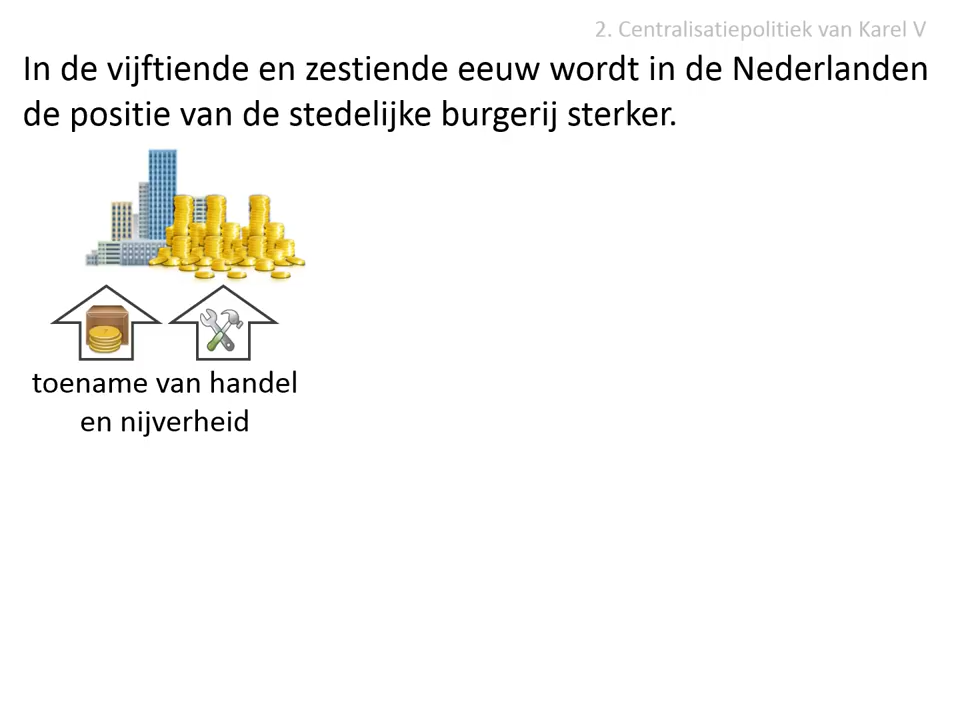 2. Centralisatiepolitiek van Karel V
In de vijftiende en zestiende eeuw wordt in de Nederlanden
de positie van de stedelijke burgerij sterker.
toename van handel
en nijverheid